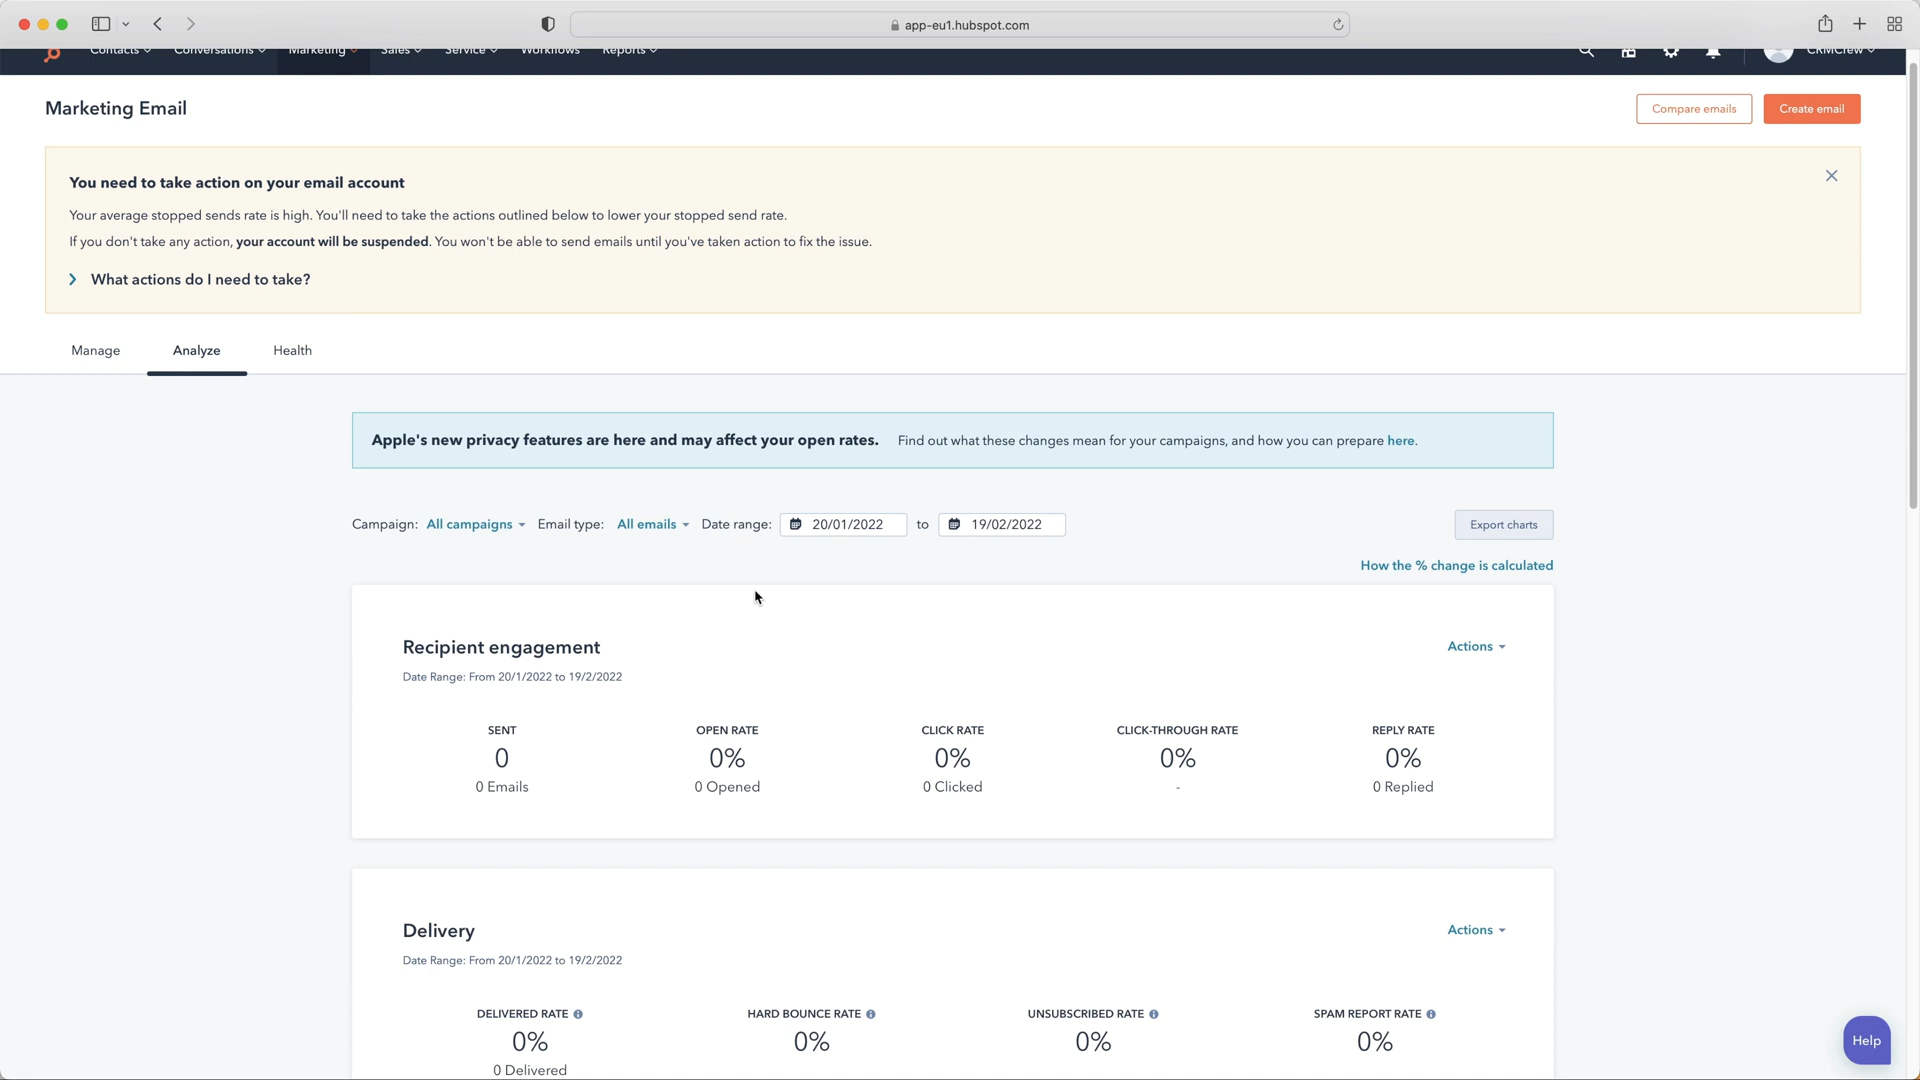 app-eu1.hubspot.com
Contacts Conversations Marketing Sales Service Workflows Reports CRMCrew
Marketing Email
Compare emails
Create email
You need to take action on your email account
Your average stopped sends rate is high. You'll need to take the actions outlined below to lower your stopped send rate.
If you don't take any action, your account will be suspended. You won't be able to send emails until you've taken action to fix the issue.
What actions do I need to take?
Manage Analyze Health
Apple's new privacy features are here and may affect your open rates. Find out what these changes mean for your campaigns, and how you can prepare here.
Campaign: All campaigns Email type: All emails Date range: 20/01/2022 to 19/02/2022 Export charts
How the % change is calculated
Recipient engagement Actions
Date Range: From 20/1/2022 to 19/2/2022
SENT OPEN RATE CLICK RATE CLICK-THROUGH RATE REPLY RATE
0 0% 0% 0% 0%
0 Emails 0 Opened 0 Clicked - 0 Replied
Delivery Actions
Date Range: From 20/1/2022 to 19/2/2022
DELIVERED RATE HARD BOUNCE RATE UNSUBSCRIBED RATE SPAM REPORT RATE
0% 0% 0% 0%
0 Delivered
Help